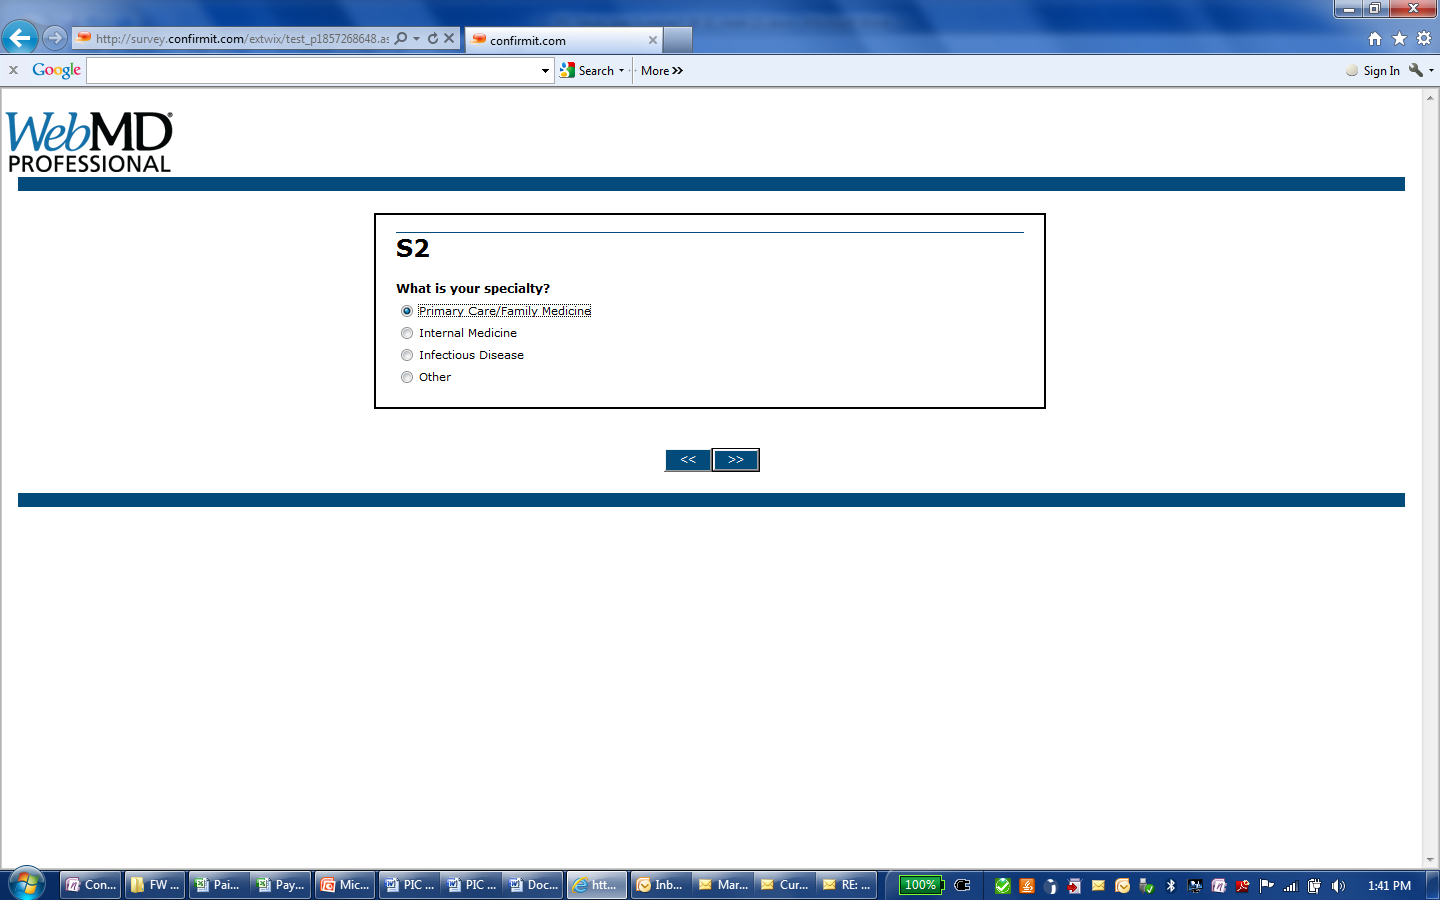 http://survey.confirmit.com/extwix/test_p1857268648.as
confirmit.com
x Google Search More >> Sign In
WebMD®
PROFESSIONAL
S2
What is your specialty?
Primary Care/Family Medicine
Internal Medicine
Infectious Disease
Other
<< >>
Con... FW ... Pai... Pay... Mic... PIC ... PIC ... Doc... htt... Inb... Mar... Cur... RE: ... 100% 1:41 PM